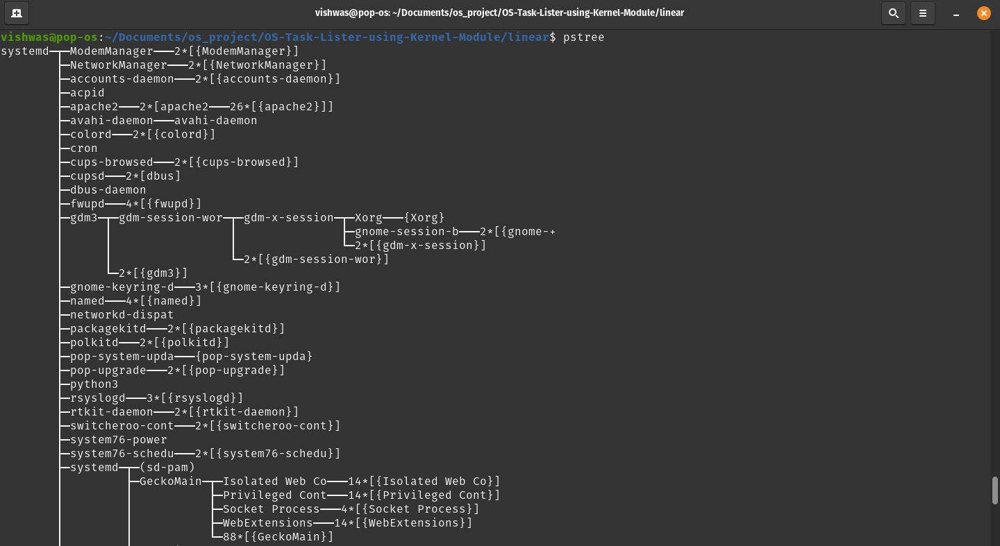 vishwas@pop-os: ~/Documents/os_project/OS-Task-Lister-using-Kernel-Module/linear
vishwas@pop-os:~/Documents/os_project/OS-Task-Lister-using-Kernel-Module/linear$ pstree
systemd─┬─ModemManager───2*[{ModemManager}]
        ├─NetworkManager───2*[{NetworkManager}]
        ├─accounts-daemon───2*[{accounts-daemon}]
        ├─acpid
        ├─apache2───2*[apache2───26*[{apache2}]]
        ├─avahi-daemon───avahi-daemon
        ├─colord───2*[{colord}]
        ├─cron
        ├─cups-browsed───2*[{cups-browsed}]
        ├─cupsd───2*[dbus]
        ├─dbus-daemon
        ├─fwupd───4*[{fwupd}]
        ├─gdm3─┬─gdm-session-wor─┬─gdm-x-session─┬─Xorg───{Xorg}
        │      │                 │               ├─gnome-session-b───2*[{gnome-+
        │      │                 │               └─2*[{gdm-x-session}]
        │      │                 └─2*[{gdm-session-wor}]
        │      └─2*[{gdm3}]
        ├─gnome-keyring-d───3*[{gnome-keyring-d}]
        ├─named───4*[{named}]
        ├─networkd-dispat
        ├─packagekitd───2*[{packagekitd}]
        ├─polkitd───2*[{polkitd}]
        ├─pop-system-upda───{pop-system-upda}
        ├─pop-upgrade───2*[{pop-upgrade}]
        ├─python3
        ├─rsyslogd───3*[{rsyslogd}]
        ├─rtkit-daemon───2*[{rtkit-daemon}]
        ├─switcheroo-cont───2*[{switcheroo-cont}]
        ├─system76-power
        ├─system76-schedu───2*[{system76-schedu}]
        ├─systemd─┬─(sd-pam)
        │         ├─GeckoMain─┬─Isolated Web Co───14*[{Isolated Web Co}]
        │         │           ├─Privileged Cont───14*[{Privileged Cont}]
        │         │           ├─Socket Process───4*[{Socket Process}]
        │         │           ├─WebExtensions───14*[{WebExtensions}]
        │         │           └─88*[{GeckoMain}]